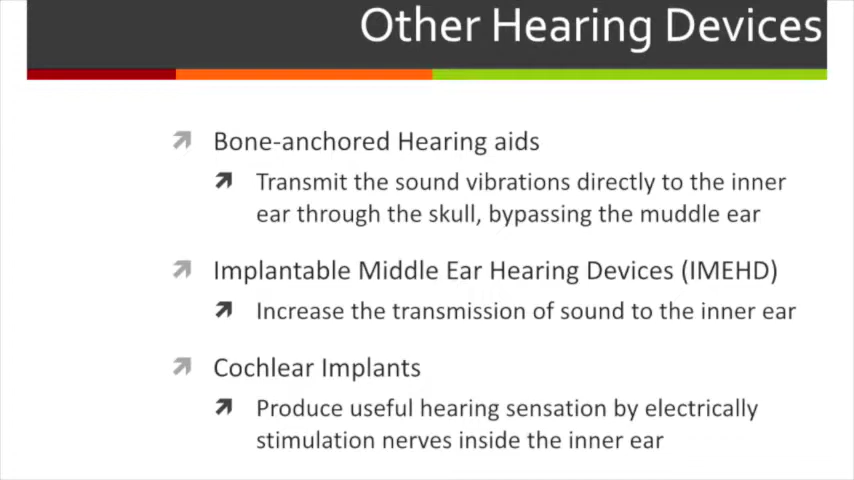 Other Hearing Devices
Bone-anchored Hearing aids
Transmit the sound vibrations directly to the inner
ear through the skull, bypassing the muddle ear
Implantable Middle Ear Hearing Devices (IMEHD)
Increase the transmission of sound to the inner ear
Cochlear Implants
Produce useful hearing sensation by electrically
stimulation nerves inside the inner ear